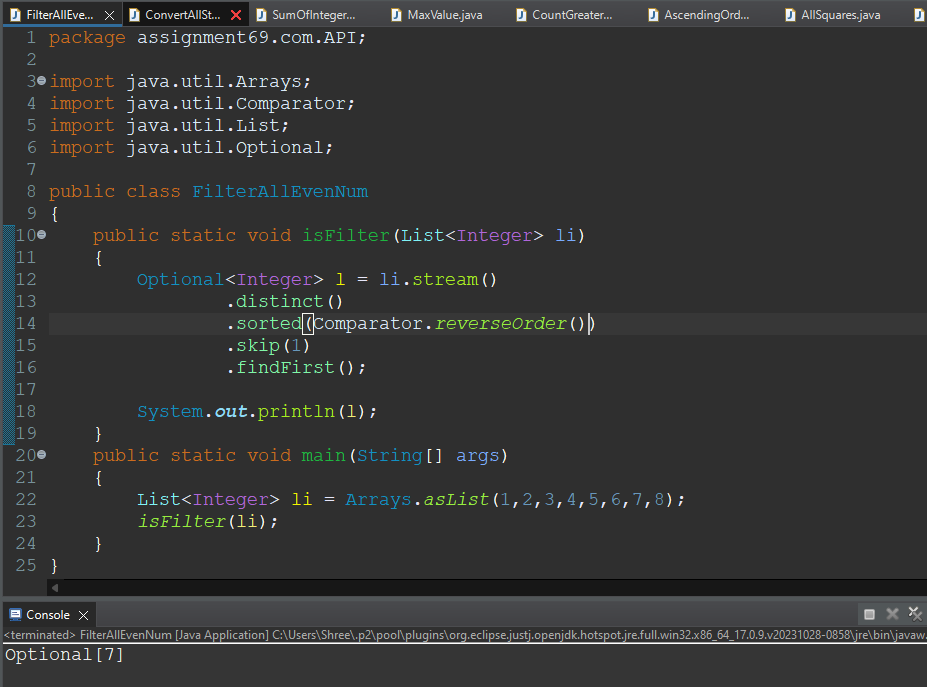 FilterAllEve... ConvertAllSt... SumOfInteger... MaxValue.java CountGreater... AscendingOrd... AllSquares.java
1 package assignment69.com.API;
2
3 import java.util.Arrays;
4 import java.util.Comparator;
5 import java.util.List;
6 import java.util.Optional;
7
8 public class FilterAllEvenNum
9 {
10 public static void isFilter(List<Integer> li)
11 {
12 Optional<Integer> l = li.stream()
13 .distinct()
14 .sorted(Comparator.reverseOrder())
15 .skip(1)
16 .findFirst();
17
18 System.out.println(l);
19 }
20 public static void main(String[] args)
21 {
22 List<Integer> li = Arrays.asList(1,2,3,4,5,6,7,8);
23 isFilter(li);
24 }
25 }
Console
<terminated> FilterAllEvenNum [Java Application] C:\Users\Shree\.p2\pool\plugins\org.eclipse.justj.openjdk.hotspot.jre.full.win32.x86_64_17.0.9.v20231028-0858\jre\bin\javaw.
Optional[7]